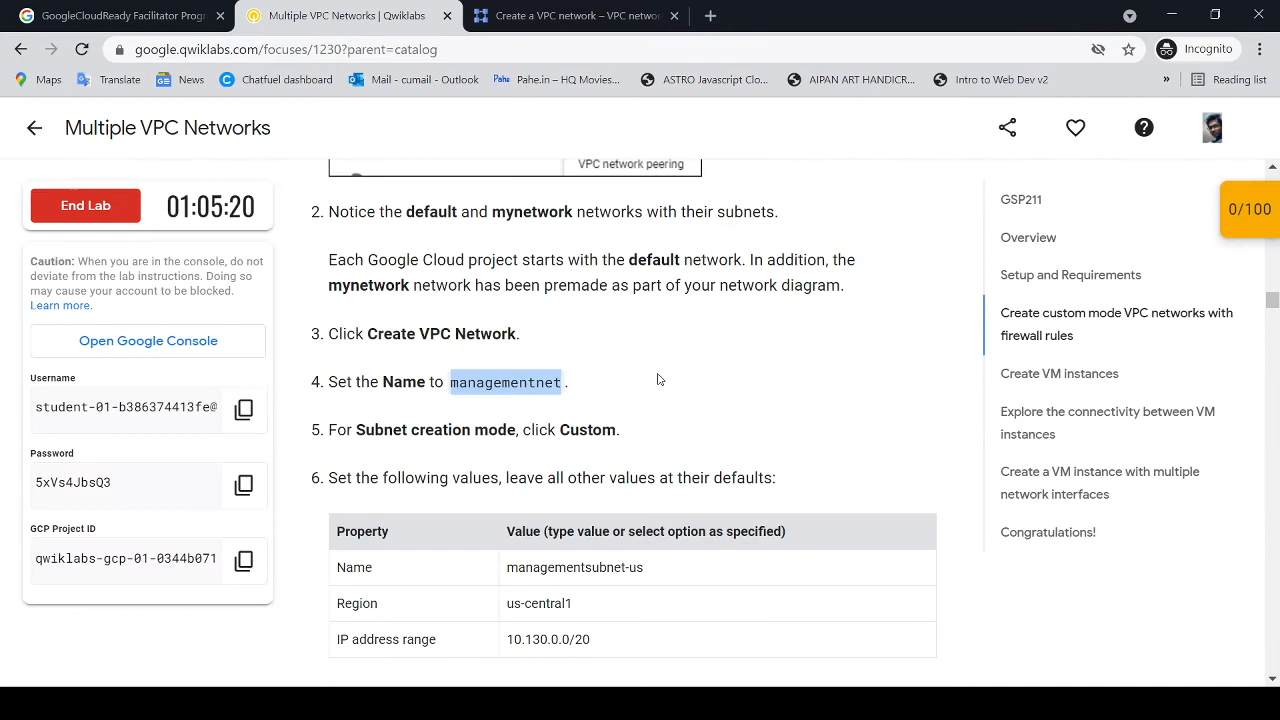 GoogleCloudReady Facilitator Progr
Multiple VPC Networks | Qwiklabs
Create a VPC network – VPC networ
google.qwiklabs.com/focuses/1230?parent=catalog
Incognito
Maps
Translate
News
Chatfuel dashboard
Mail - cumail - Outlook
Pahe Pahe.in – HQ Movies...
ASTRO Javascript Clo...
AIPAN ART·HANDICR...
Intro to Web Dev v2
»
Reading list
Multiple VPC Networks
VPC network peering
End Lab
01:05:20
Caution: When you are in the console, do not
deviate from the lab instructions. Doing so
may cause your account to be blocked.
Learn more.
Open Google Console
Username
student-01-b386374413fe@
Password
5xVs4JbsQ3
GCP Project ID
qwiklabs-gcp-01-0344b071
2. Notice the default and mynetwork networks with their subnets.
Each Google Cloud project starts with the default network. In addition, the
mynetwork network has been premade as part of your network diagram.
3. Click Create VPC Network.
4. Set the Name to managementnet.
5. For Subnet creation mode, click Custom.
6. Set the following values, leave all other values at their defaults:
Property Value (type value or select option as specified)
Name managementsubnet-us
Region us-central1
IP address range 10.130.0.0/20
GSP211
Overview
Setup and Requirements
Create custom mode VPC networks with
firewall rules
Create VM instances
Explore the connectivity between VM
instances
Create a VM instance with multiple
network interfaces
Congratulations!
0/100